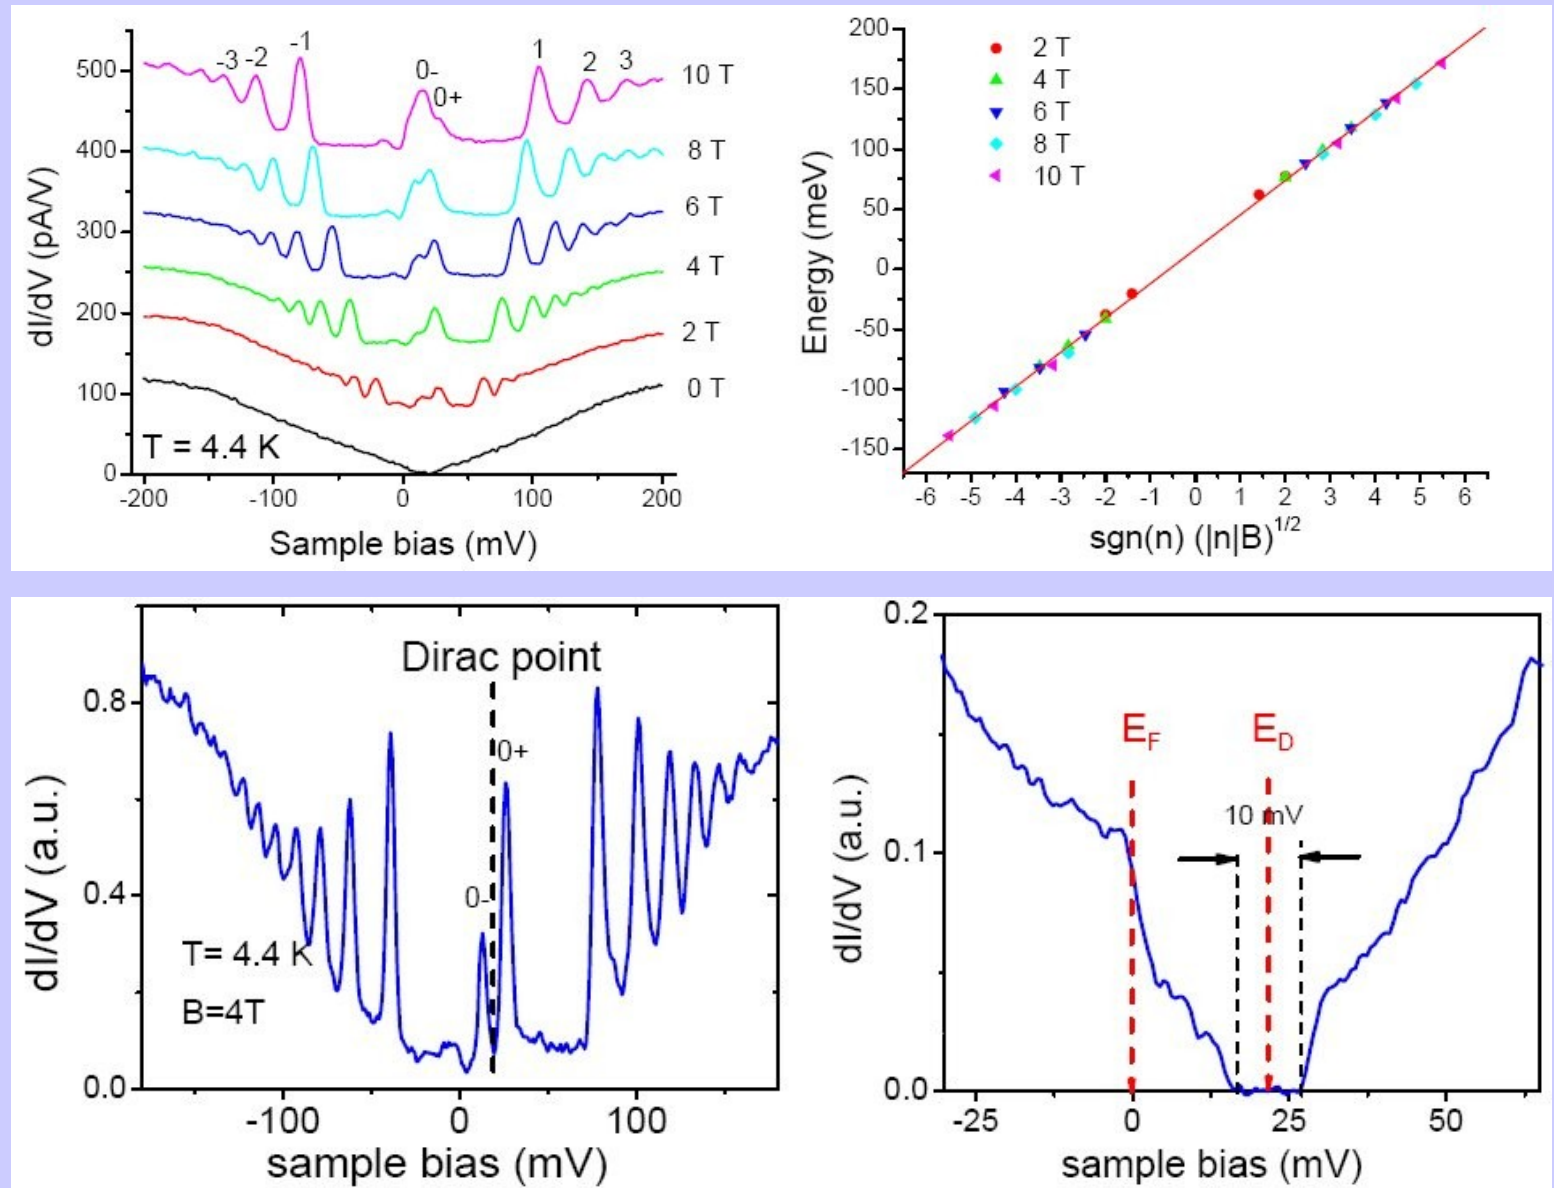 -3 -2 -1 0- 0+ 1 2 3
10 T
8 T
6 T
4 T
2 T
0 T
500
400
300
200
100
0
dI/dV (pA/V)
T = 4.4 K
-200 -100 0 100 200
Sample bias (mV)
200
150
100
50
0
-50
-100
-150
Energy (meV)
2 T
4 T
6 T
8 T
10 T
-6 -5 -4 -3 -2 -1 0 1 2 3 4 5 6
sgn(n) (|n|B)^1/2
0.8
0.4
0.0
dI/dV (a.u.)
Dirac point
0+
0-
T= 4.4 K
B=4T
-100 0 100
sample bias (mV)
0.2
0.1
0.0
dI/dV (a.u.)
E_F E_D
10 mV
-25 0 25 50
sample bias (mV)